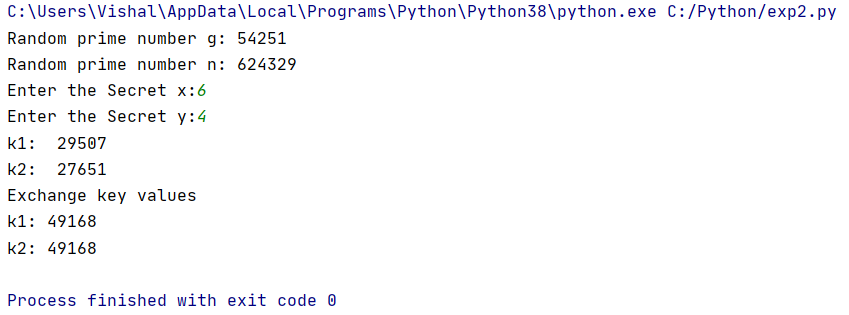 C:\Users\Vishal\AppData\Local\Programs\Python\Python38\python.exe C:/Python/exp2.py
Random prime number g: 54251
Random prime number n: 624329
Enter the Secret x:6
Enter the Secret y:4
k1:  29507
k2:  27651
Exchange key values
k1: 49168
k2: 49168
Process finished with exit code 0